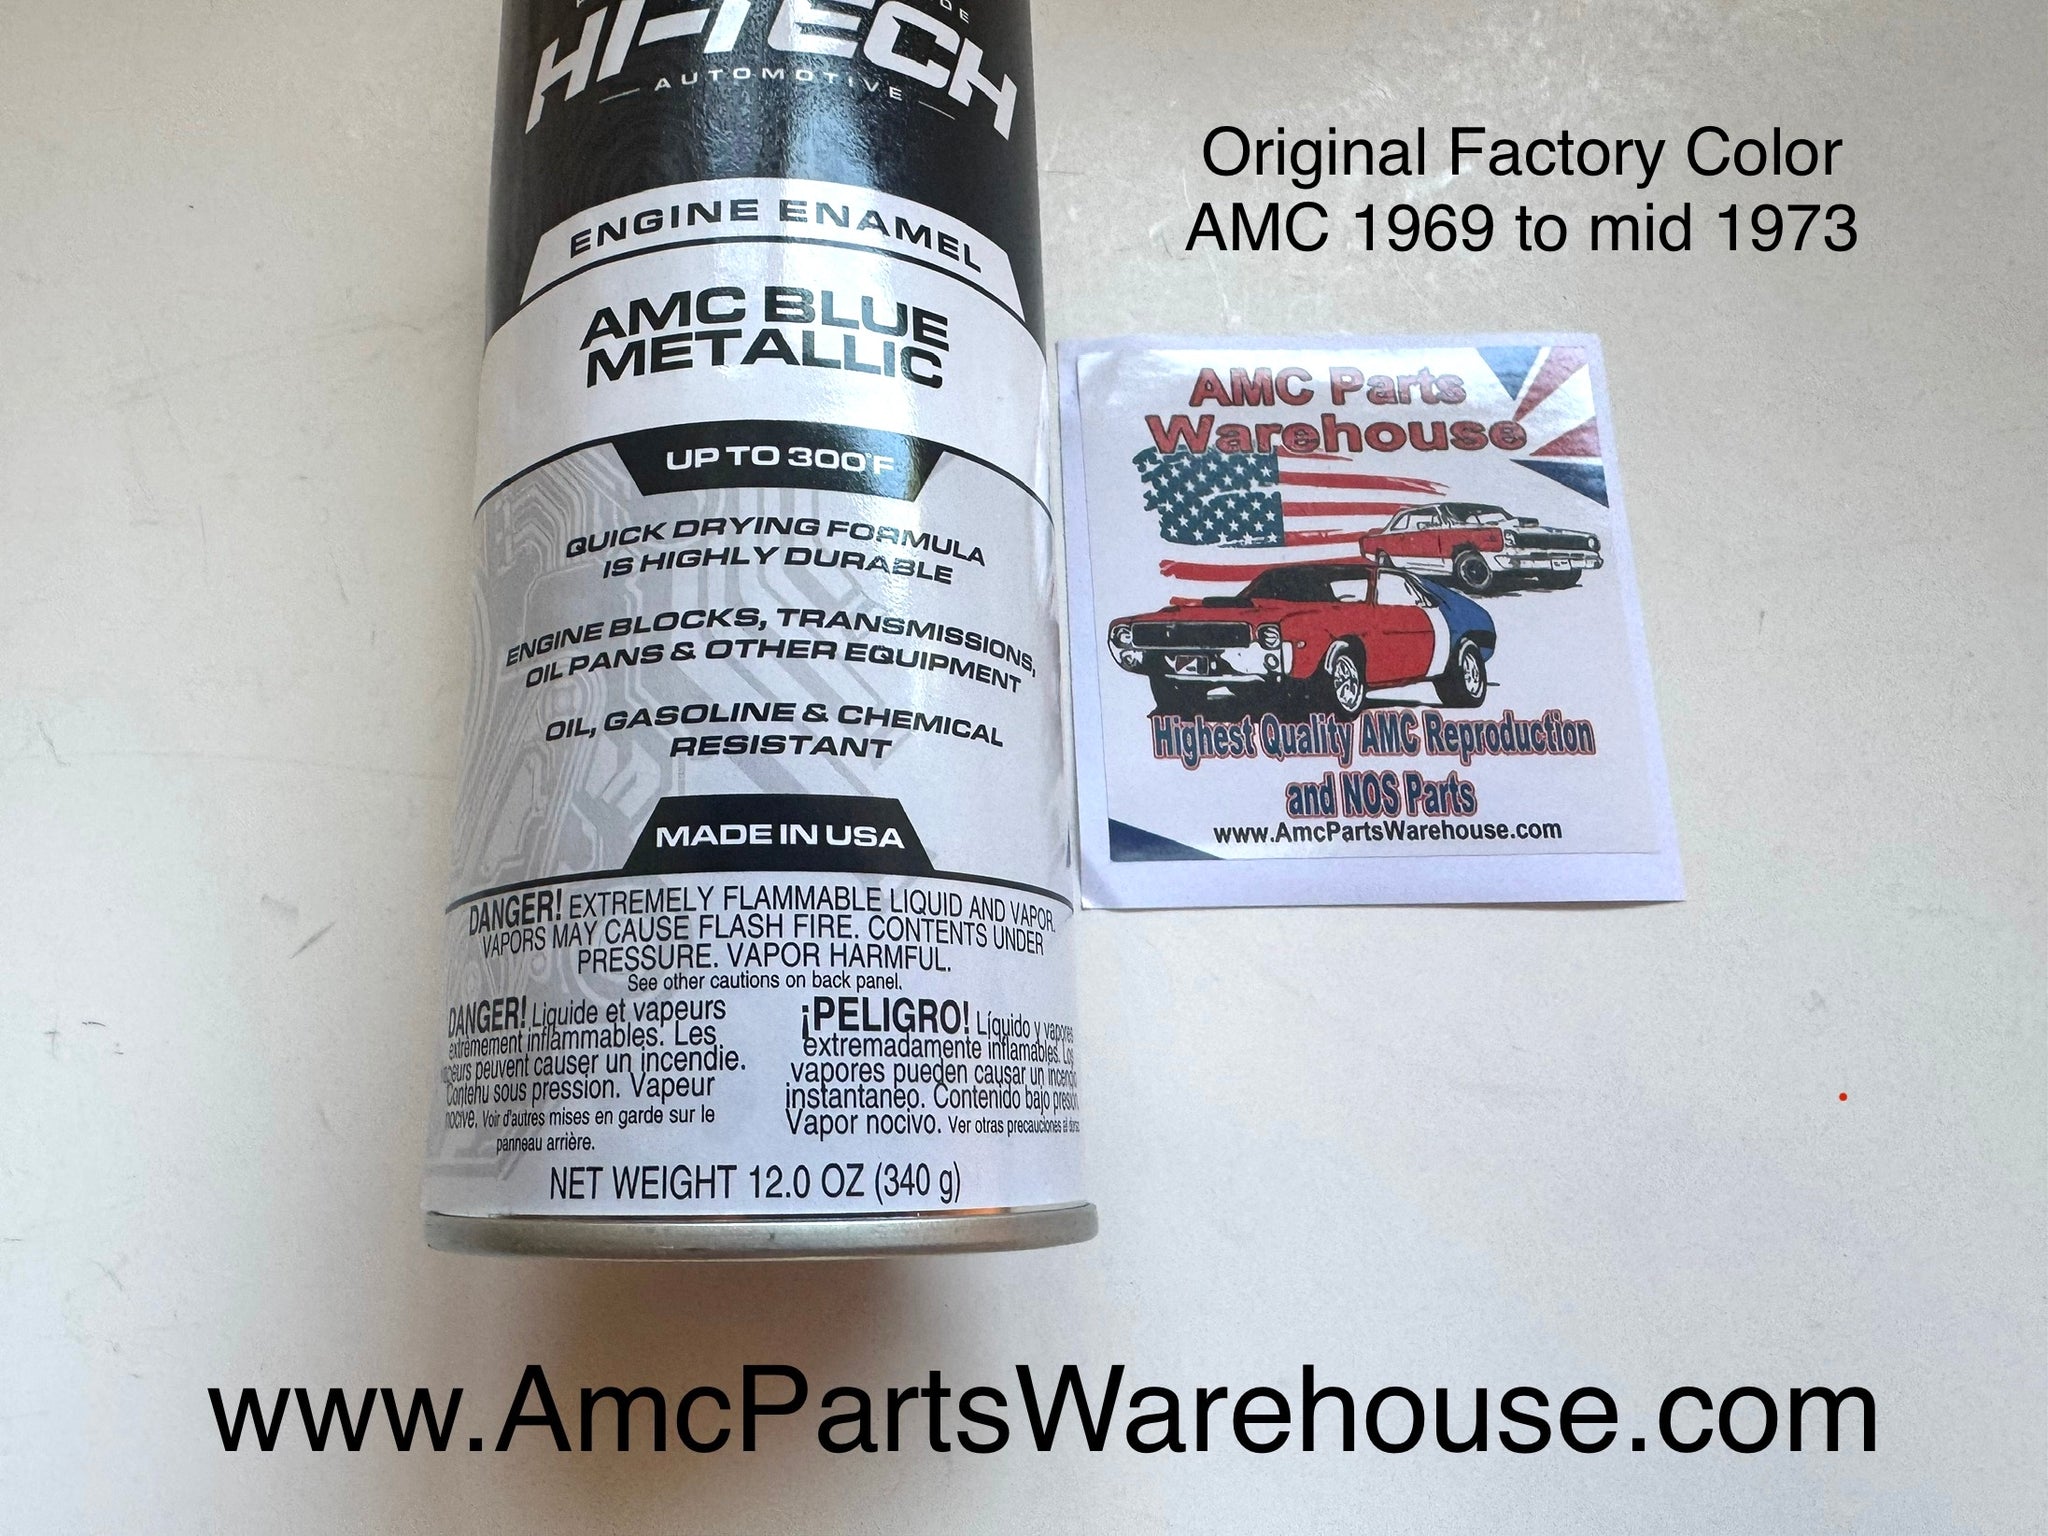 HI-TECH
AUTOMOTIVE
ENGINE ENAMEL
AMC BLUE
METALLIC
UP TO 300°F
QUICK DRYING FORMULA
IS HIGHLY DURABLE
ENGINE BLOCKS, TRANSMISSIONS,
OIL PANS & OTHER EQUIPMENT
OIL, GASOLINE & CHEMICAL
RESISTANT
MADE IN USA
DANGER! EXTREMELY FLAMMABLE LIQUID AND VAPOR.
VAPORS MAY CAUSE FLASH FIRE. CONTENTS UNDER
PRESSURE. VAPOR HARMFUL.
See other cautions on back panel.
DANGER! Liquide et vapeurs
extrêmement inflammables. Les
peuvent causer un incendie.
Contenu sous pression. Vapeur
nocive. Voir d'autres mises en garde sur le
panneau arrière.
¡PELIGRO! Líquido y vapores
extremadamente inflamables. Los
vapores pueden causar un incendio
instantaneo. Contenido bajo presión.
Vapor nocivo. Ver otras precauciones al dorso
NET WEIGHT 12.0 OZ (340 g)
Original Factory Color
AMC 1969 to mid 1973
AMC Parts
Warehouse
Highest Quality AMC Reproduction
and NOS Parts
www.AmcPartsWarehouse.com
www.AmcPartsWarehouse.com